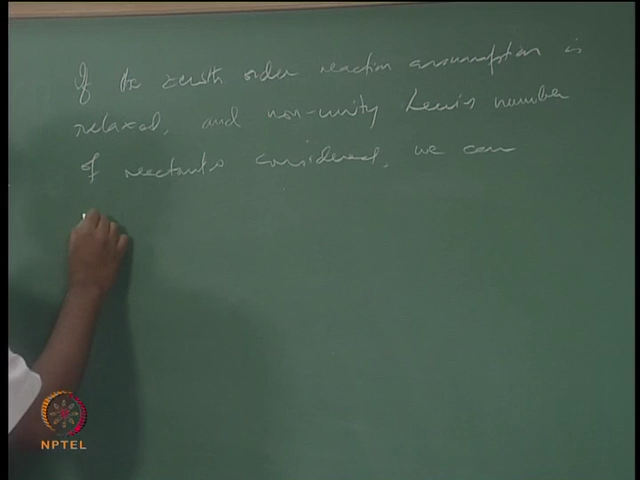 If the zeroth order reaction assumption is
relaxed, and non-unity Lewis number
of reactants considered, we can
NPTEL